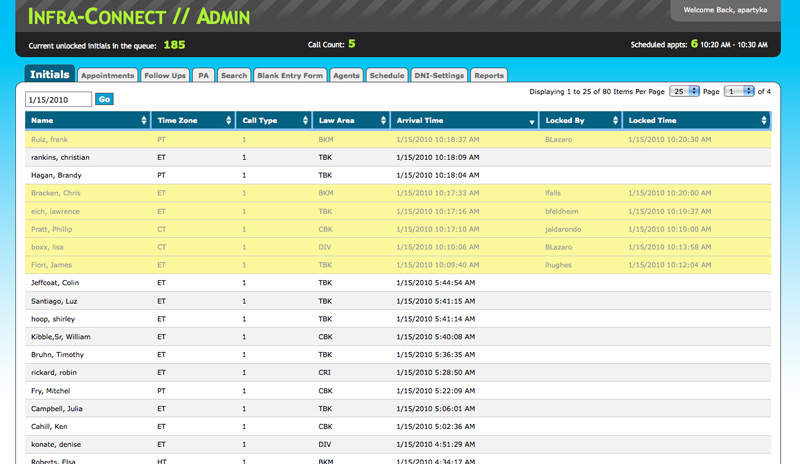 INFRA-CONNECT // ADMIN
Welcome Back, apartyka
Current unlocked initials in the queue: 185 Call Count: 5 Scheduled appts: 6 10:20 AM - 10:30 AM
Initials Appointments Follow Ups PA Search Blank Entry Form Agents Schedule DNI-Settings Reports
Displaying 1 to 25 of 80 Items Per Page 25 Page 1 of 4
1/15/2010 Go
Name Time Zone Call Type Law Area Arrival Time Locked By Locked Time
Ruiz, frank PT 1 BKM 1/15/2010 10:18:37 AM BLazaro 1/15/2010 10:20:30 AM
rankins, christian ET 1 TBK 1/15/2010 10:18:09 AM
Hagan, Brandy PT 1 TBK 1/15/2010 10:18:04 AM
Bracken, Chris ET 1 BKM 1/15/2010 10:17:33 AM lfalls 1/15/2010 10:20:00 AM
eich, lawrence ET 1 TBK 1/15/2010 10:17:16 AM bfeldheim 1/15/2010 10:19:37 AM
Pratt, Phillip CT 1 CBK 1/15/2010 10:17:10 AM jaldarondo 1/15/2010 10:19:00 AM
boxx, lisa CT 1 DIV 1/15/2010 10:10:06 AM BLazaro 1/15/2010 10:13:58 AM
Fiori, James ET 1 TBK 1/15/2010 10:09:40 AM lhughes 1/15/2010 10:12:04 AM
Jeffcoat, Colin ET 1 TBK 1/15/2010 5:44:54 AM
Santiago, Luz ET 1 TBK 1/15/2010 5:41:15 AM
hoop, shirley ET 1 TBK 1/15/2010 5:41:14 AM
Kibble,Sr, William ET 1 CBK 1/15/2010 5:40:08 AM
Bruhn, Timothy ET 1 TBK 1/15/2010 5:36:35 AM
rickard, robin ET 1 CRI 1/15/2010 5:28:50 AM
Fry, Mitchel PT 1 CBK 1/15/2010 5:22:09 AM
Campbell, Julia ET 1 TBK 1/15/2010 5:06:01 AM
Cahill, Ken ET 1 CBK 1/15/2010 5:02:36 AM
konate, denise ET 1 DIV 1/15/2010 4:51:29 AM
Roberts, Elsa HT 1 BKM 1/15/2010 4:34:17 AM